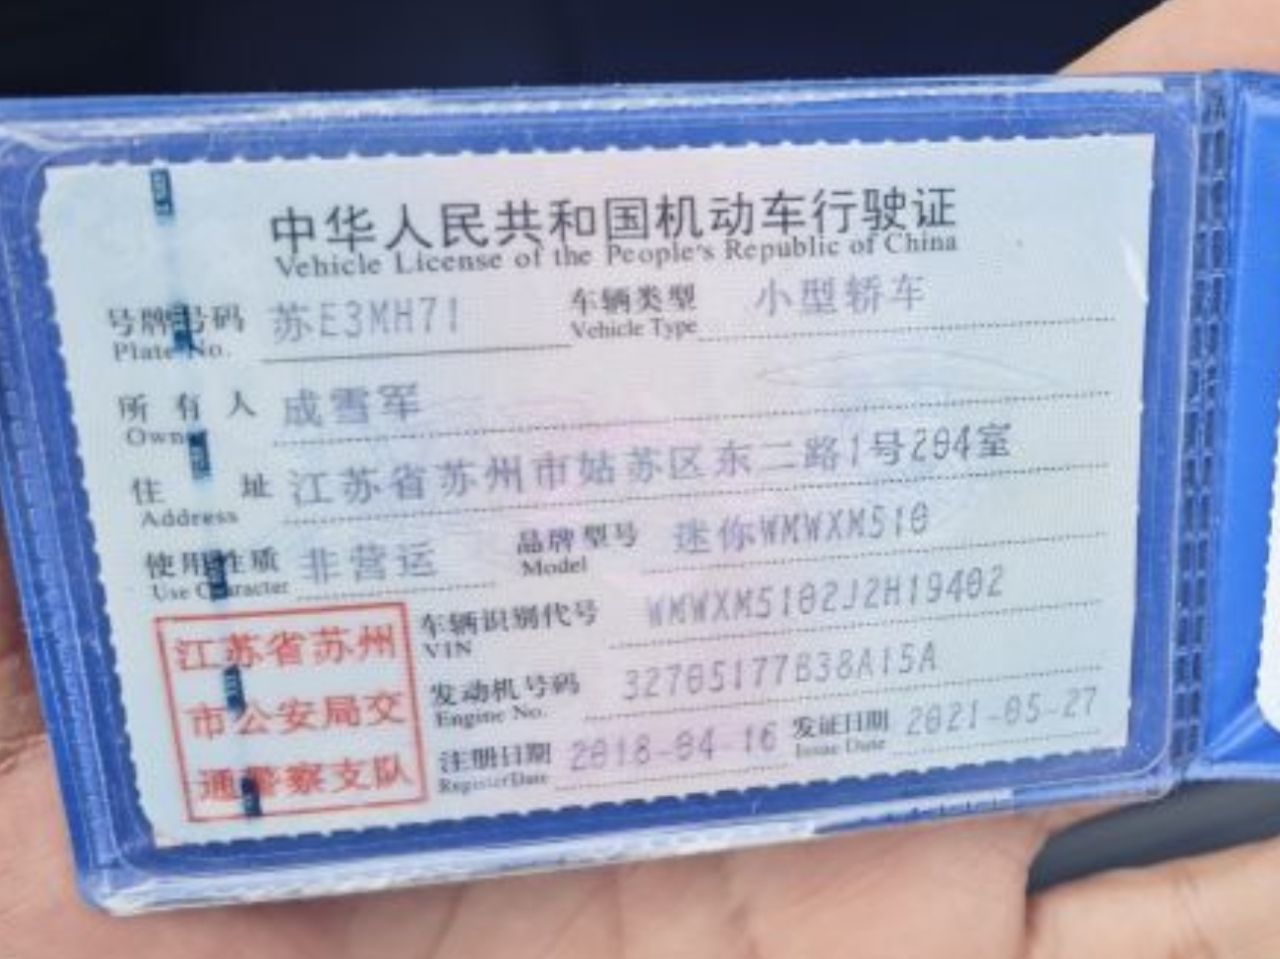 中华人民共和国机动车行驶证
Vehicle License of the People's Republic of China
号牌号码 苏E3MH71 车辆类型 小型轿车
Plate No. Vehicle Type
所有人 成雪军
Owner
住址 江苏省苏州市姑苏区东二路1号204室
Address
使用性质 非营运 品牌型号 迷你WMWXM510
Use Character Model
车辆识别代号 WMWXM5102J2H19402
VIN
发动机号码 32705177B38A15A
Engine No.
注册日期 2018-04-16 发证日期 2021-05-27
Register Date Issue Date
江苏省苏州
市公安局交
通警察支队